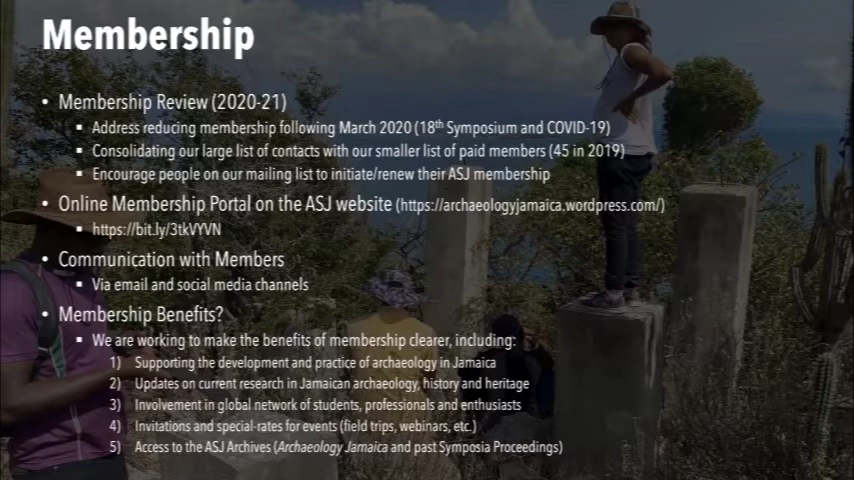 Membership
• Membership Review (2020-21)
▪ Address reducing membership following March 2020 (18th Symposium and COVID-19)
▪ Consolidating our large list of contacts with our smaller list of paid members (45 in 2019)
▪ Encourage people on our mailing list to initiate/renew their ASJ membership
• Online Membership Portal on the ASJ website (https://archaeologyjamaica.wordpress.com/)
▪ https://bit.ly/3tkVYVN
• Communication with Members
▪ Via email and social media channels
• Membership Benefits?
▪ We are working to make the benefits of membership clearer, including:
1) Supporting the development and practice of archaeology in Jamaica
2) Updates on current research in Jamaican archaeology, history and heritage
3) Involvement in global network of students, professionals and enthusiasts
4) Invitations and special-rates for events (field trips, webinars, etc.)
5) Access to the ASJ Archives (Archaeology Jamaica and past Symposia Proceedings)